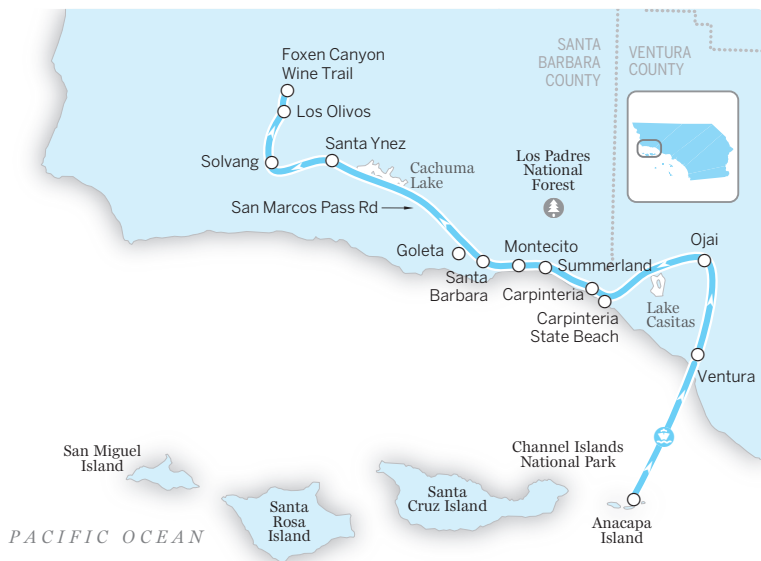 Foxen Canyon
Wine Trail
SANTA
BARBARA
COUNTY
VENTURA
COUNTY
Los Olivos
Santa Ynez
Solvang
Cachuma
Lake
Los Padres
National
Forest
San Marcos Pass Rd
Goleta
Montecito
Ojai
Santa
Barbara
Summerland
Carpinteria
Carpinteria
State Beach
Lake
Casitas
Ventura
San Miguel
Island
Channel Islands
National Park
Santa
Cruz Island
Santa
Rosa
Island
Anacapa
Island
PACIFIC OCEAN